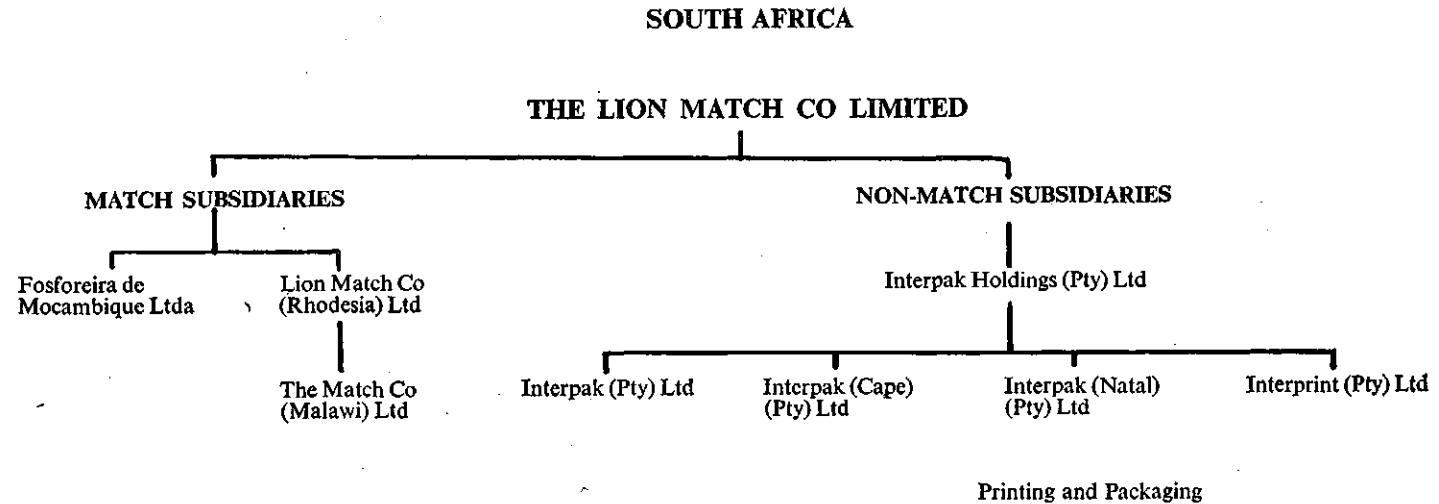 SOUTH AFRICA
THE LION MATCH CO LIMITED
MATCH SUBSIDIARIES
NON-MATCH SUBSIDIARIES
Fosforeira de
Mocambique Ltda
Lion Match Co
(Rhodesia) Ltd
Interpak Holdings (Pty) Ltd
The Match Co
(Malawi) Ltd
Interpak (Pty) Ltd
Interpak (Cape)
(Pty) Ltd
Interpak (Natal)
(Pty) Ltd
Interprint (Pty) Ltd
Printing and Packaging